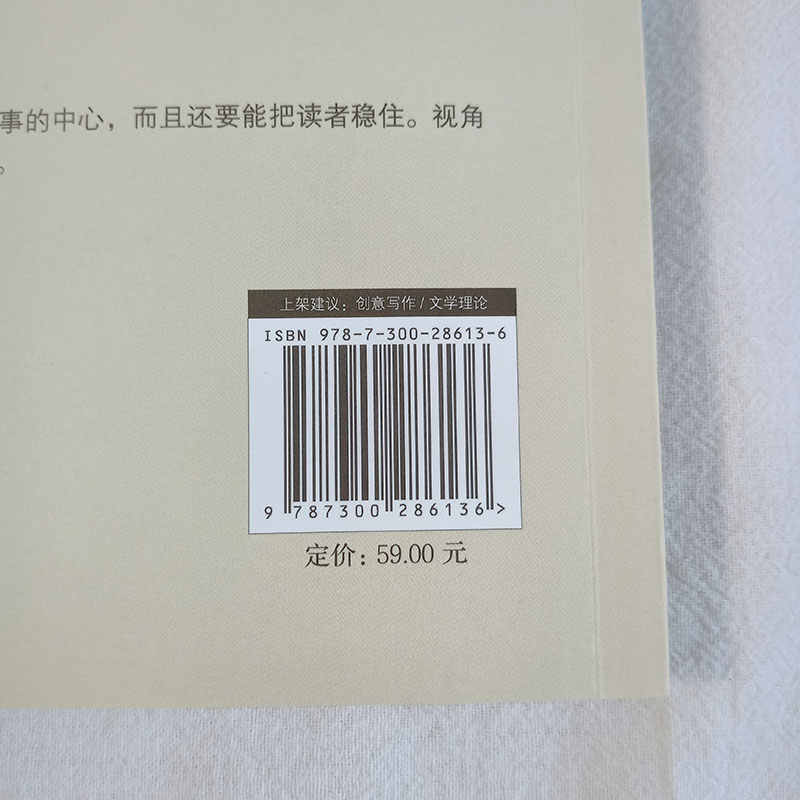 事的中心，而且还要能把读者稳住。视角
。
上架建议：创意写作/文学理论
ISBN 978-7-300-28613-6
9 787300 286136 >
定价：59.00 元